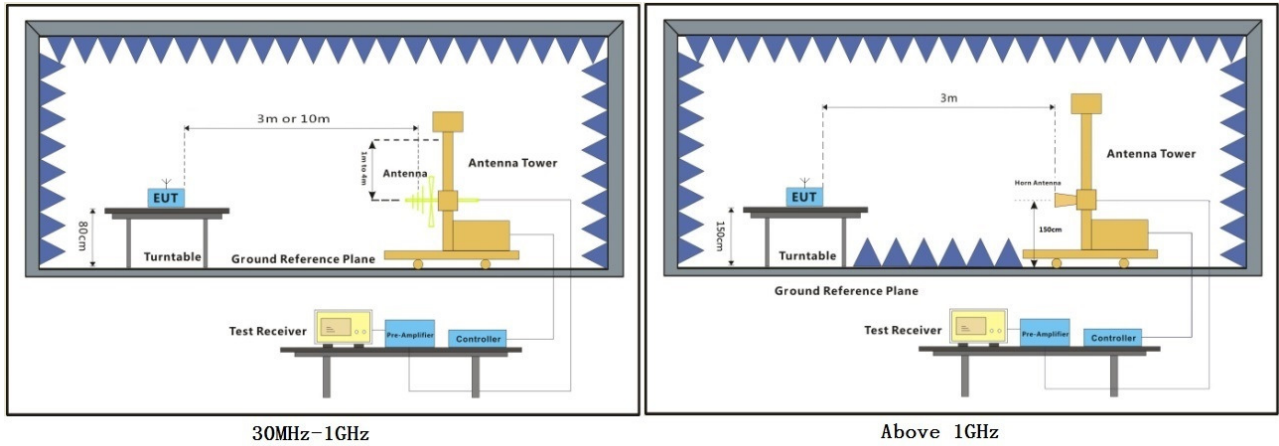 3m or 10m
1m to 4m
Antenna
Antenna Tower
EUT
80cm
Turntable
Ground Reference Plane
Test Receiver
Pre-Amplifier
Controller
30MHz-1GHz
3m
Antenna Tower
Horn Antenna
EUT
150cm
150cm
Turntable
Ground Reference Plane
Test Receiver
Pre-Amplifier
Controller
Above 1GHz